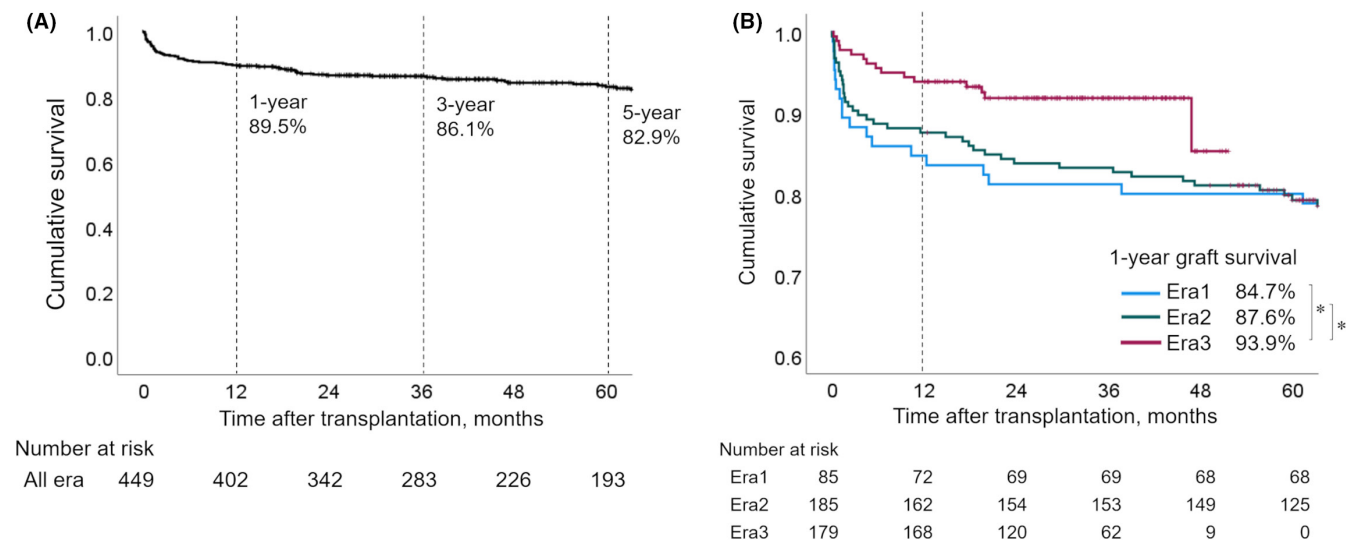 (A)
1.0
0.8
0.6
0.4
0.2
0.0
Cumulative survival
1-year
89.5%
3-year
86.1%
5-year
82.9%
0 12 24 36 48 60
Time after transplantation, months
Number at risk
All era 449 402 342 283 226 193
(B)
1.0
0.9
0.8
0.7
0.6
Cumulative survival
1-year graft survival
Era1 84.7%
Era2 87.6%
Era3 93.9%
* *
0 12 24 36 48 60
Time after transplantation, months
Number at risk
Era1 85 72 69 69 68 68
Era2 185 162 154 153 149 125
Era3 179 168 120 62 9 0